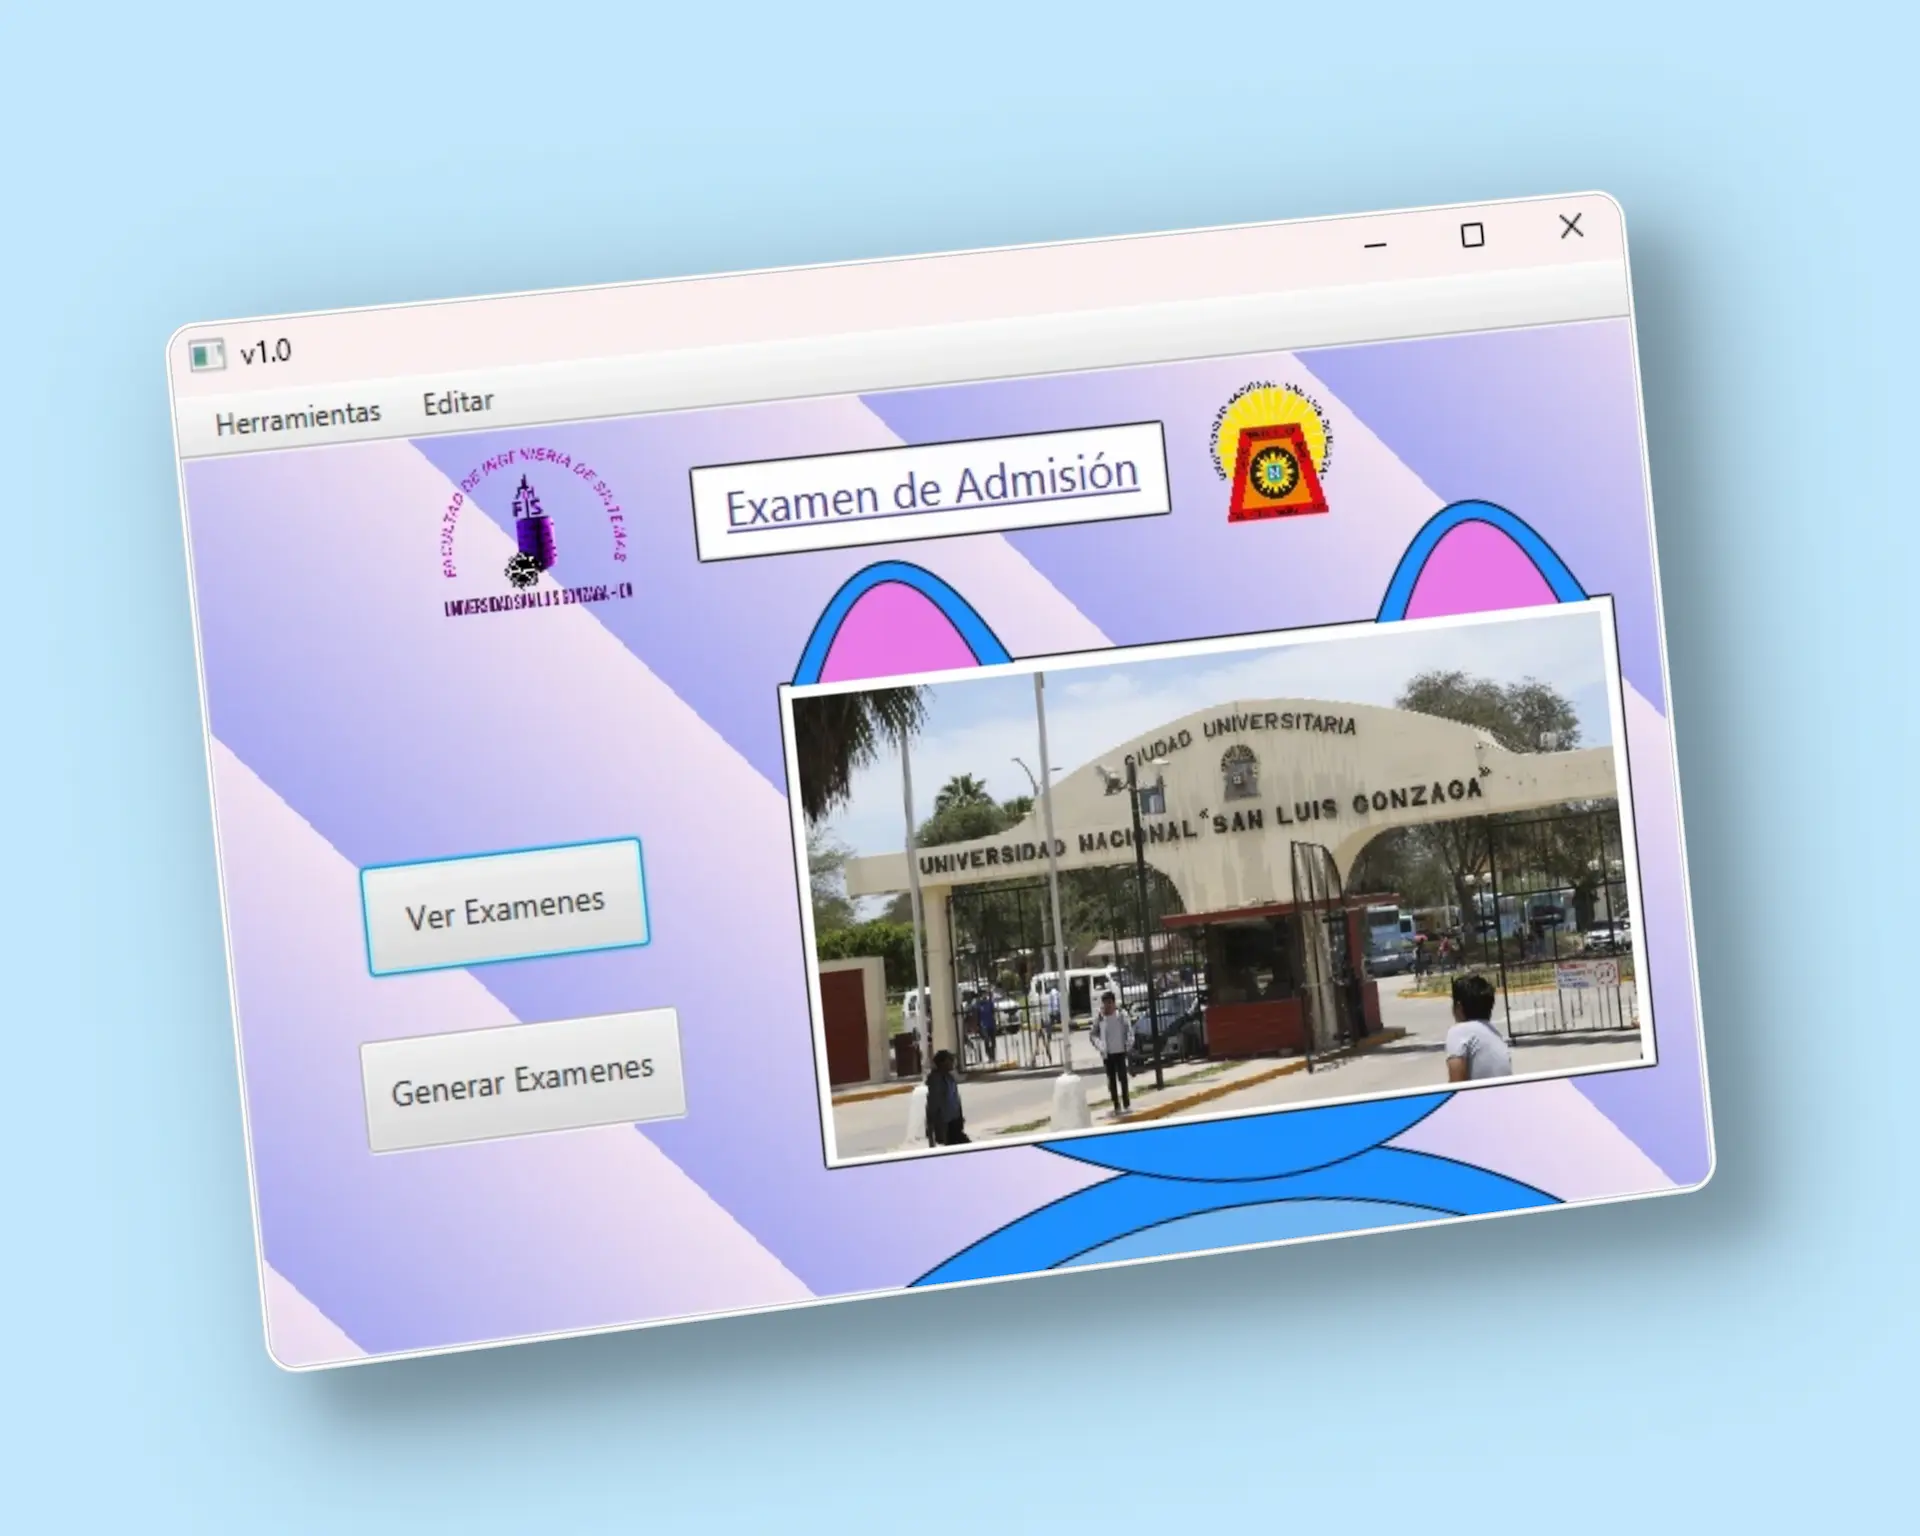 v1.0
Herramientas Editar
FACULTAD DE INGENIERIA DE SISTEMAS
FIS
UNIVERSIDAD SAN LUIS GONZAGA - ICA
Examen de Admisión
CIUDAD UNIVERSITARIA
UNIVERSIDAD NACIONAL "SAN LUIS GONZAGA"
Ver Examenes
Generar Examenes